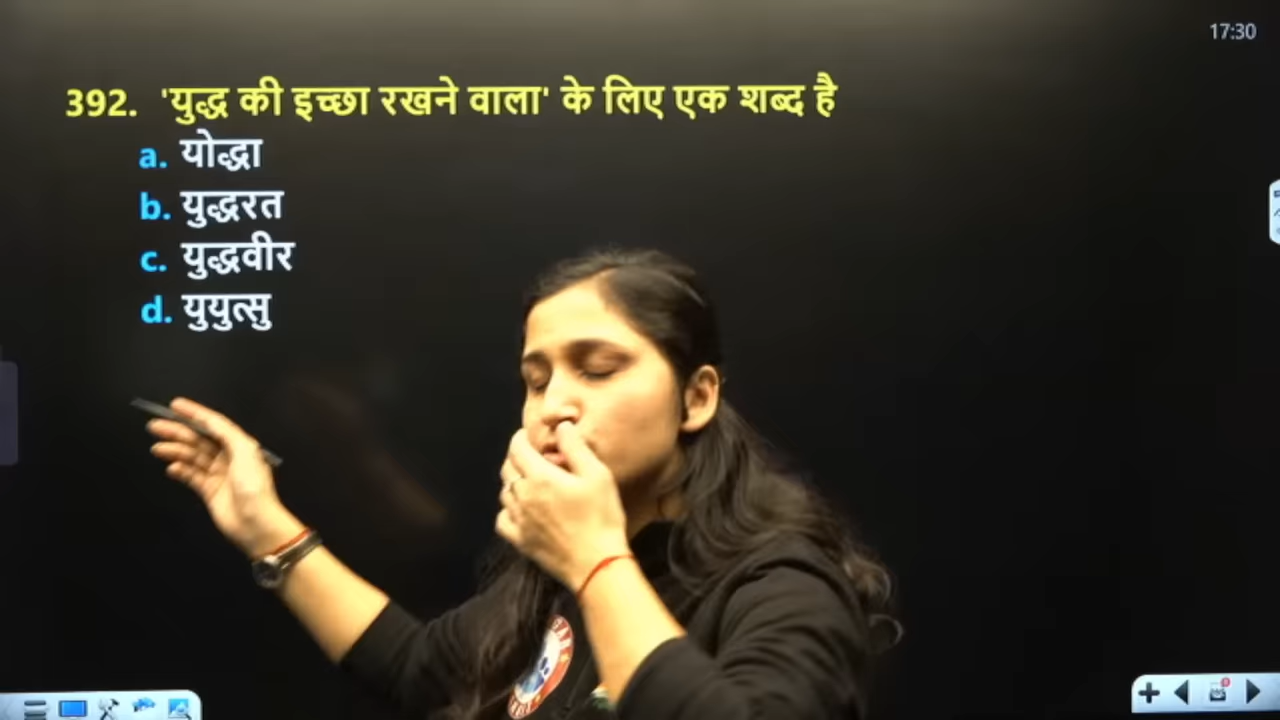 17:30
392. 'युद्ध की इच्छा रखने वाला' के लिए एक शब्द है
a. योद्धा
b. युद्धरत
c. युद्धवीर
d. युयुत्सु